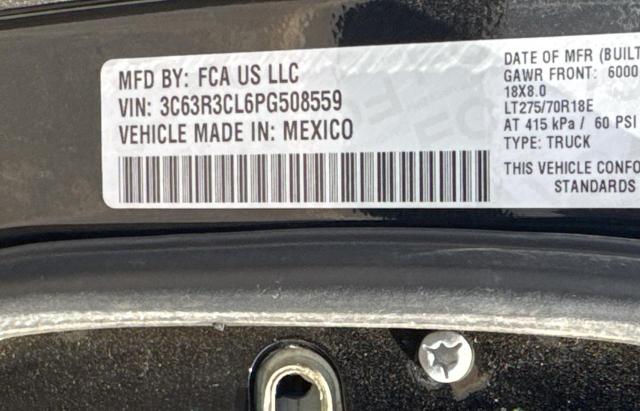 MFD BY: FCA US LLC
VIN: 3C63R3CL6PG508559
VEHICLE MADE IN: MEXICO
DATE OF MFR (BUILT
GAWR FRONT: 6000
18X8.0
LT275/70R18E
AT 415 kPa / 60 PSI
TYPE: TRUCK
THIS VEHICLE CONFO
STANDARDS